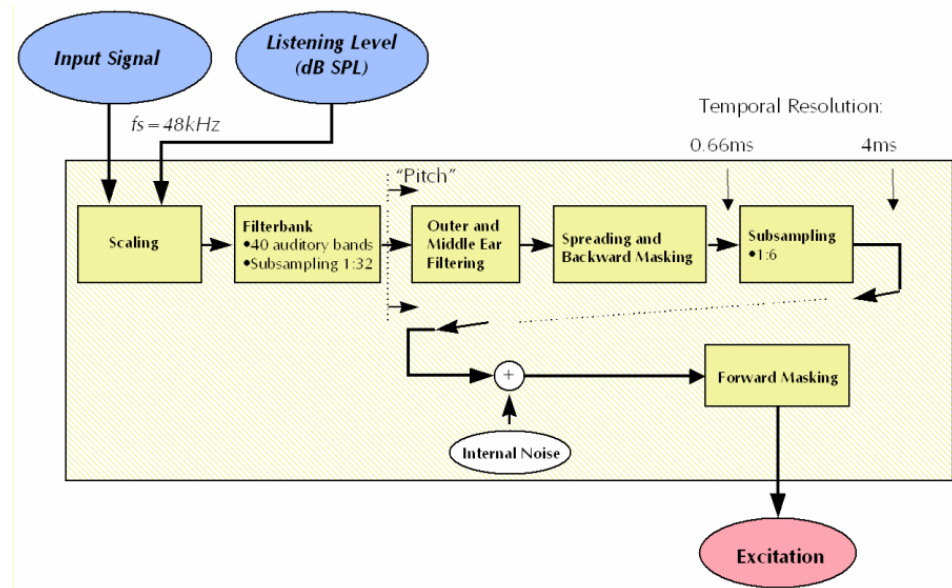 Input Signal
Listening Level
(dB SPL)
fs = 48kHz
Temporal Resolution:
0.66ms
4ms
"Pitch"
Scaling
Filterbank
•40 auditory bands
•Subsampling 1:32
Outer and
Middle Ear
Filtering
Spreading and
Backward Masking
Subsampling
•1:6
+
Internal Noise
Forward Masking
Excitation